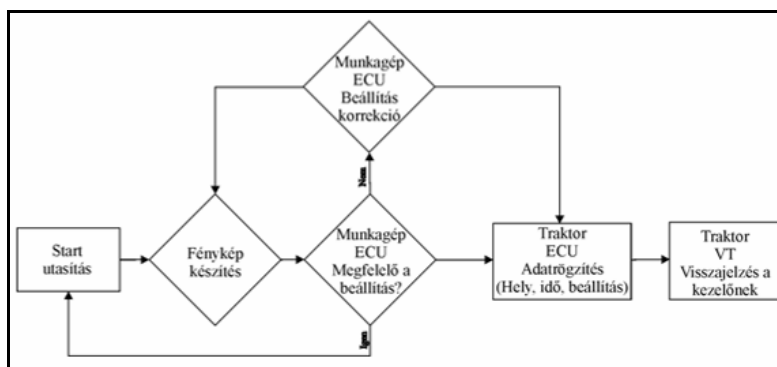 Munkagép
ECU
Beállítás
korrekció
Nem
Start
utasítás
Fénykép
készítés
Munkagép
ECU
Megfelelő a
beállítás?
Traktor
ECU
Adatrögzítés
(Hely, idő, beállítás)
Traktor
VT
Visszajelzés a
kezelőnek
Igen